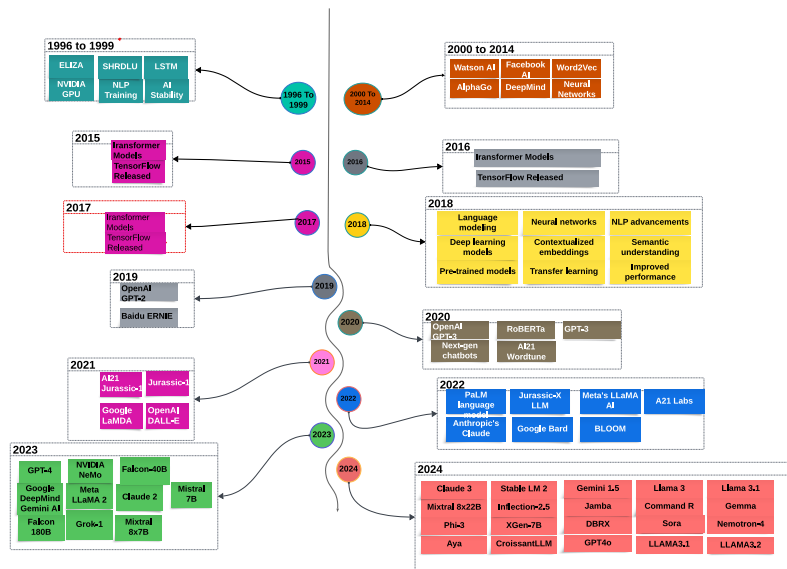 1996 to 1999
ELIZA
SHRDLU
LSTM
NVIDIA
GPU
NLP
Training
AI
Stability
2000 to 2014
Watson AI
Facebook
AI
Word2Vec
AlphaGo
DeepMind
Neural
Networks
1996 To
1999
2000 To
2014
2015
Transformer
Models
TensorFlow
Released
2015
2016
2016
Transformer Models
TensorFlow Released
2017
Transformer
Models
TensorFlow
Released
2017
2018
2018
Language
modeling
Neural networks
NLP advancements
Deep learning
models
Contextualized
embeddings
Semantic
understanding
Pre-trained models
Transfer learning
Improved
performance
2019
OpenAI
GPT-2
Baidu ERNIE
2019
2020
2020
OpenAI
GPT-3
RoBERTa
GPT-3
Next-gen
chatbots
AI21
Wordtune
2021
AI21
Jurassic-1
Jurassic-1
Google
LaMDA
OpenAI
DALL-E
2021
2022
2022
PaLM
language
model
Jurassic-X
LLM
Meta's LLaMA
AI
A21 Labs
Anthropic's
Claude
Google Bard
BLOOM
2023
GPT-4
NVIDIA
NeMo
Falcon-40B
Google
DeepMind
Gemini AI
Meta
LLaMA 2
Claude 2
Mistral
7B
Falcon
180B
Grok-1
Mixtral
8x7B
2023
2024
2024
Claude 3
Stable LM 2
Gemini 1.5
Llama 3
Llama 3.1
Mixtral 8x22B
Inflection-2.5
Jamba
Command R
Gemma
Phi-3
XGen-7B
DBRX
Sora
Nemotron-4
Aya
CroissantLLM
GPT4o
LLAMA3.1
LLAMA3.2